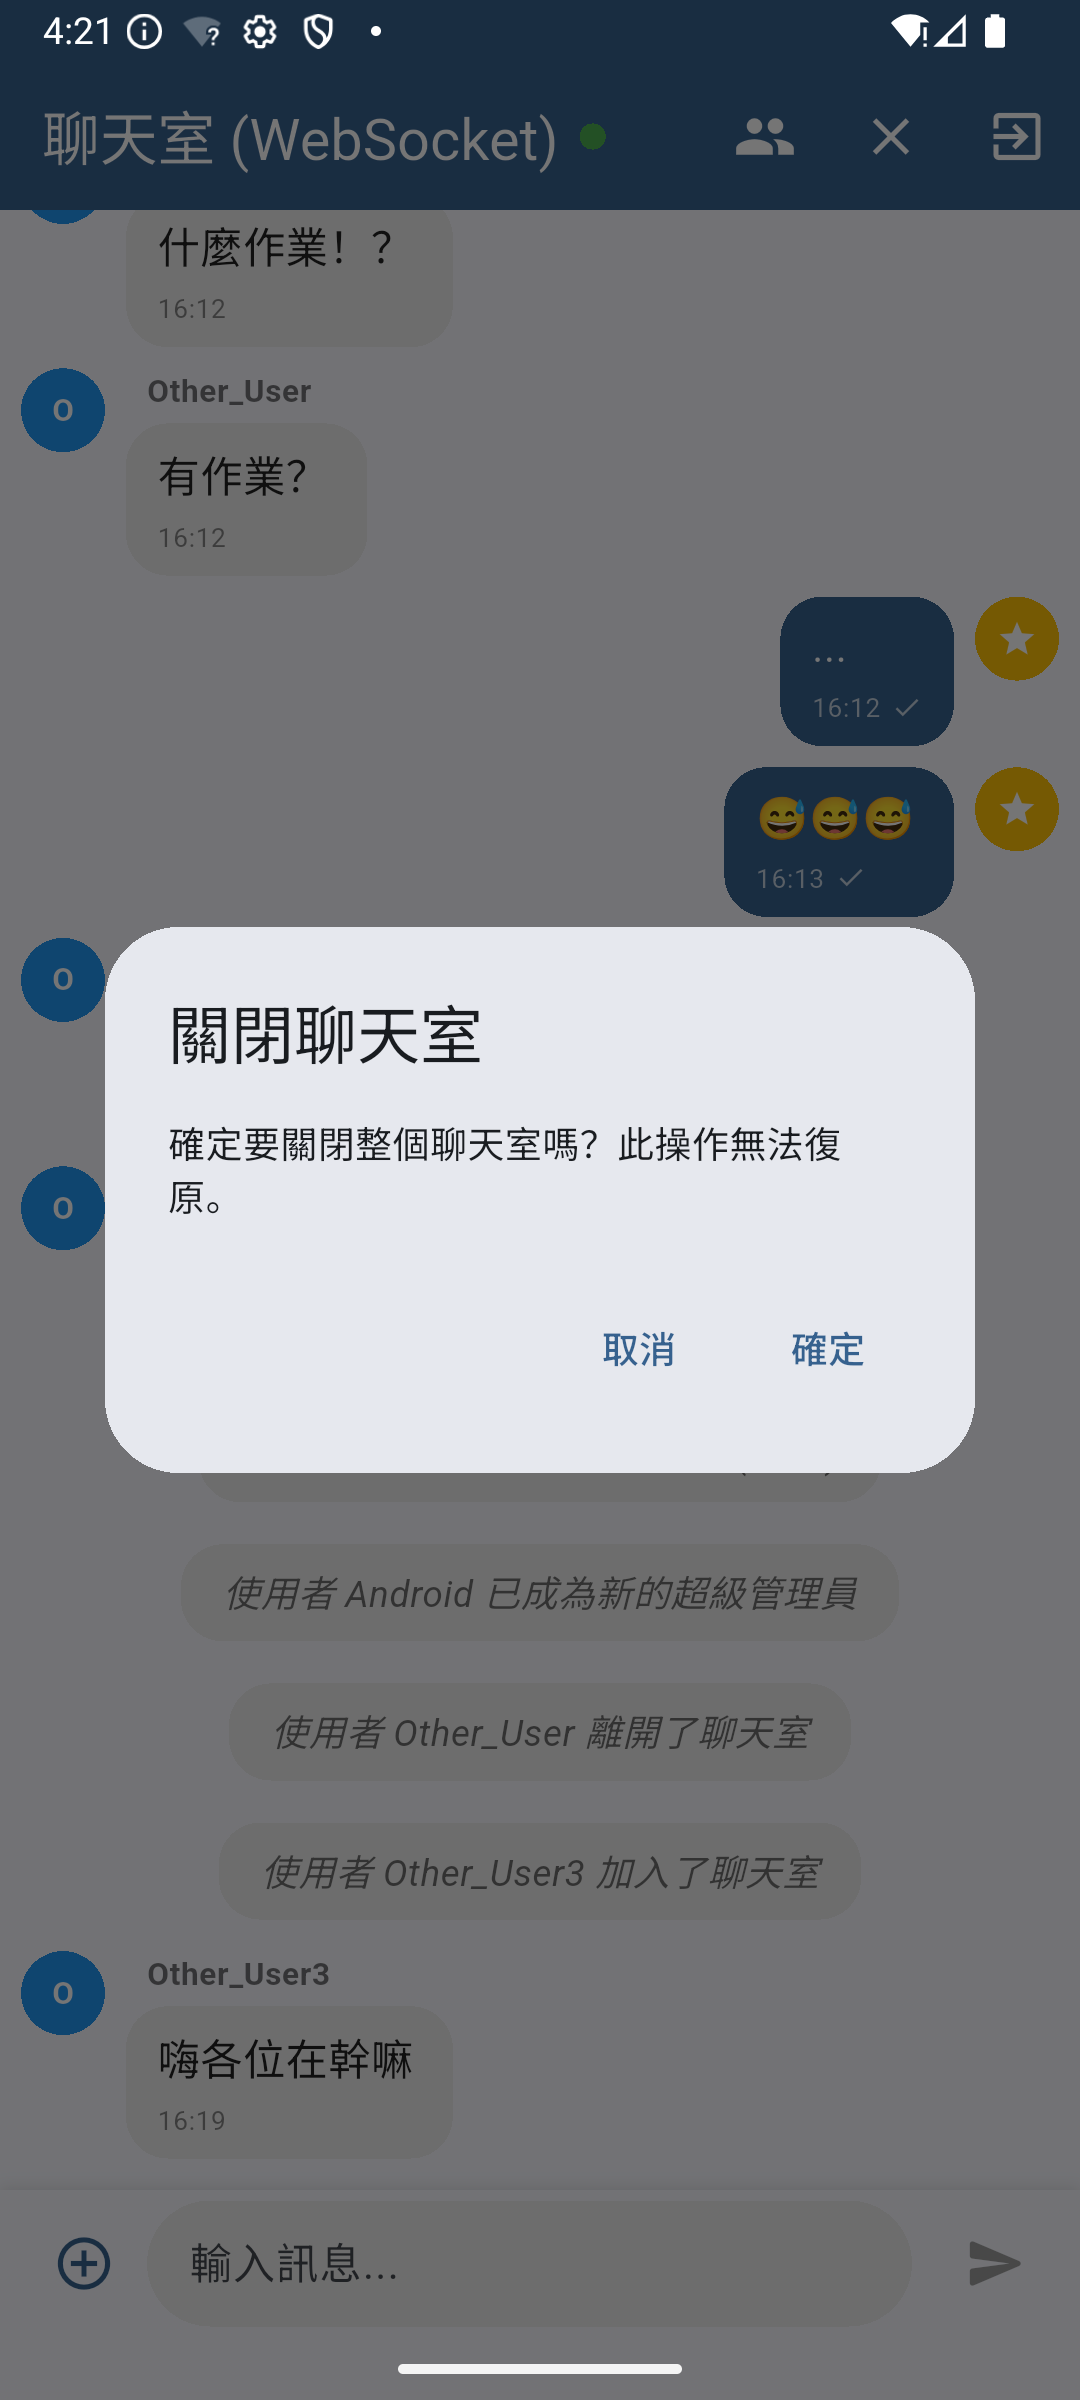 4:21
聊天室 (WebSocket)
什麼作業！？
16:12
O
Other_User
有作業？
16:12
...
16:12
😅😅😅
16:13
O
關閉聊天室
確定要關閉整個聊天室嗎？此操作無法復
原。
O
取消
確定
使用者 Android 已成為新的超級管理員
使用者 Other_User 離開了聊天室
使用者 Other_User3 加入了聊天室
O
Other_User3
嗨各位在幹嘛
16:19
輸入訊息...